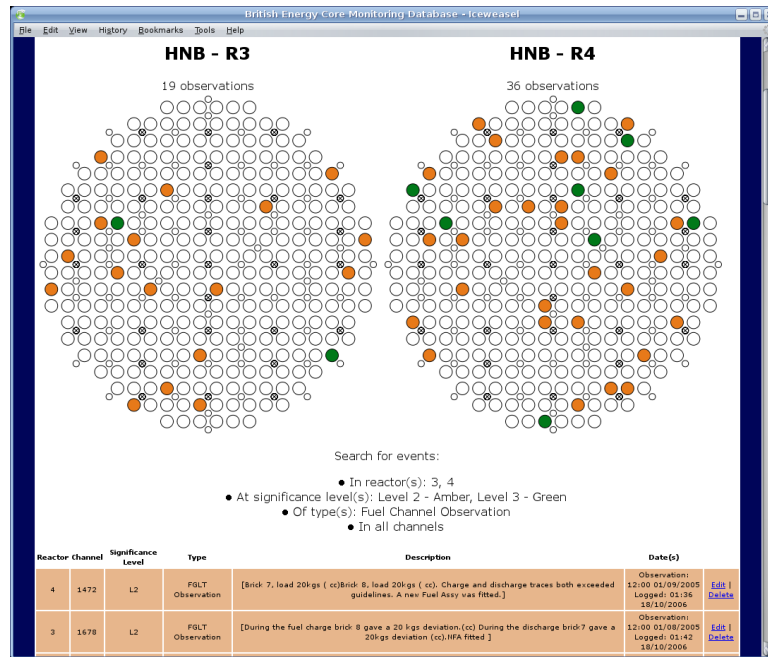 British Energy Core Monitoring Database - Iceweasel
File Edit View History Bookmarks Tools Help
HNB - R3 HNB - R4
19 observations 36 observations
Search for events:
● In reactor(s): 3, 4
● At significance level(s): Level 2 - Amber, Level 3 - Green
● Of type(s): Fuel Channel Observation
● In all channels
Reactor Channel Significance Level Type Description Date(s)
4 1472 L2 FGLT Observation [Brick 7, load 20kgs ( cc)Brick 8, load 20kgs ( cc). Charge and discharge traces both exceeded guidelines. A new Fuel Assy was fitted.] Observation: 12:00 01/09/2005 Logged: 01:36 18/10/2006 Edit | Delete
3 1678 L2 FGLT Observation [During the fuel charge brick 8 gave a 20 kgs deviation.(cc) During the discharge brick7 gave a 20kgs deviation (cc).NFA fitted ] Observation: 12:00 01/08/2005 Logged: 01:42 18/10/2006 Edit | Delete